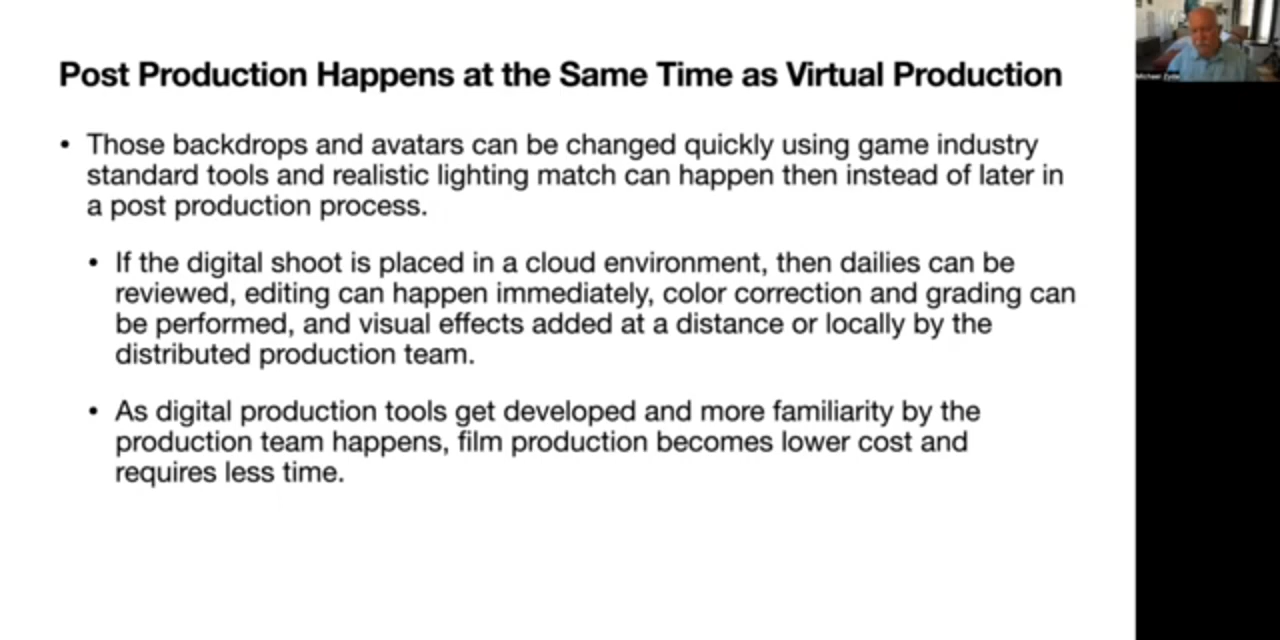 Post Production Happens at the Same Time as Virtual Production
• Those backdrops and avatars can be changed quickly using game industry
standard tools and realistic lighting match can happen then instead of later in
a post production process.
• If the digital shoot is placed in a cloud environment, then dailies can be
reviewed, editing can happen immediately, color correction and grading can
be performed, and visual effects added at a distance or locally by the
distributed production team.
• As digital production tools get developed and more familiarity by the
production team happens, film production becomes lower cost and
requires less time.
Michael Zyda